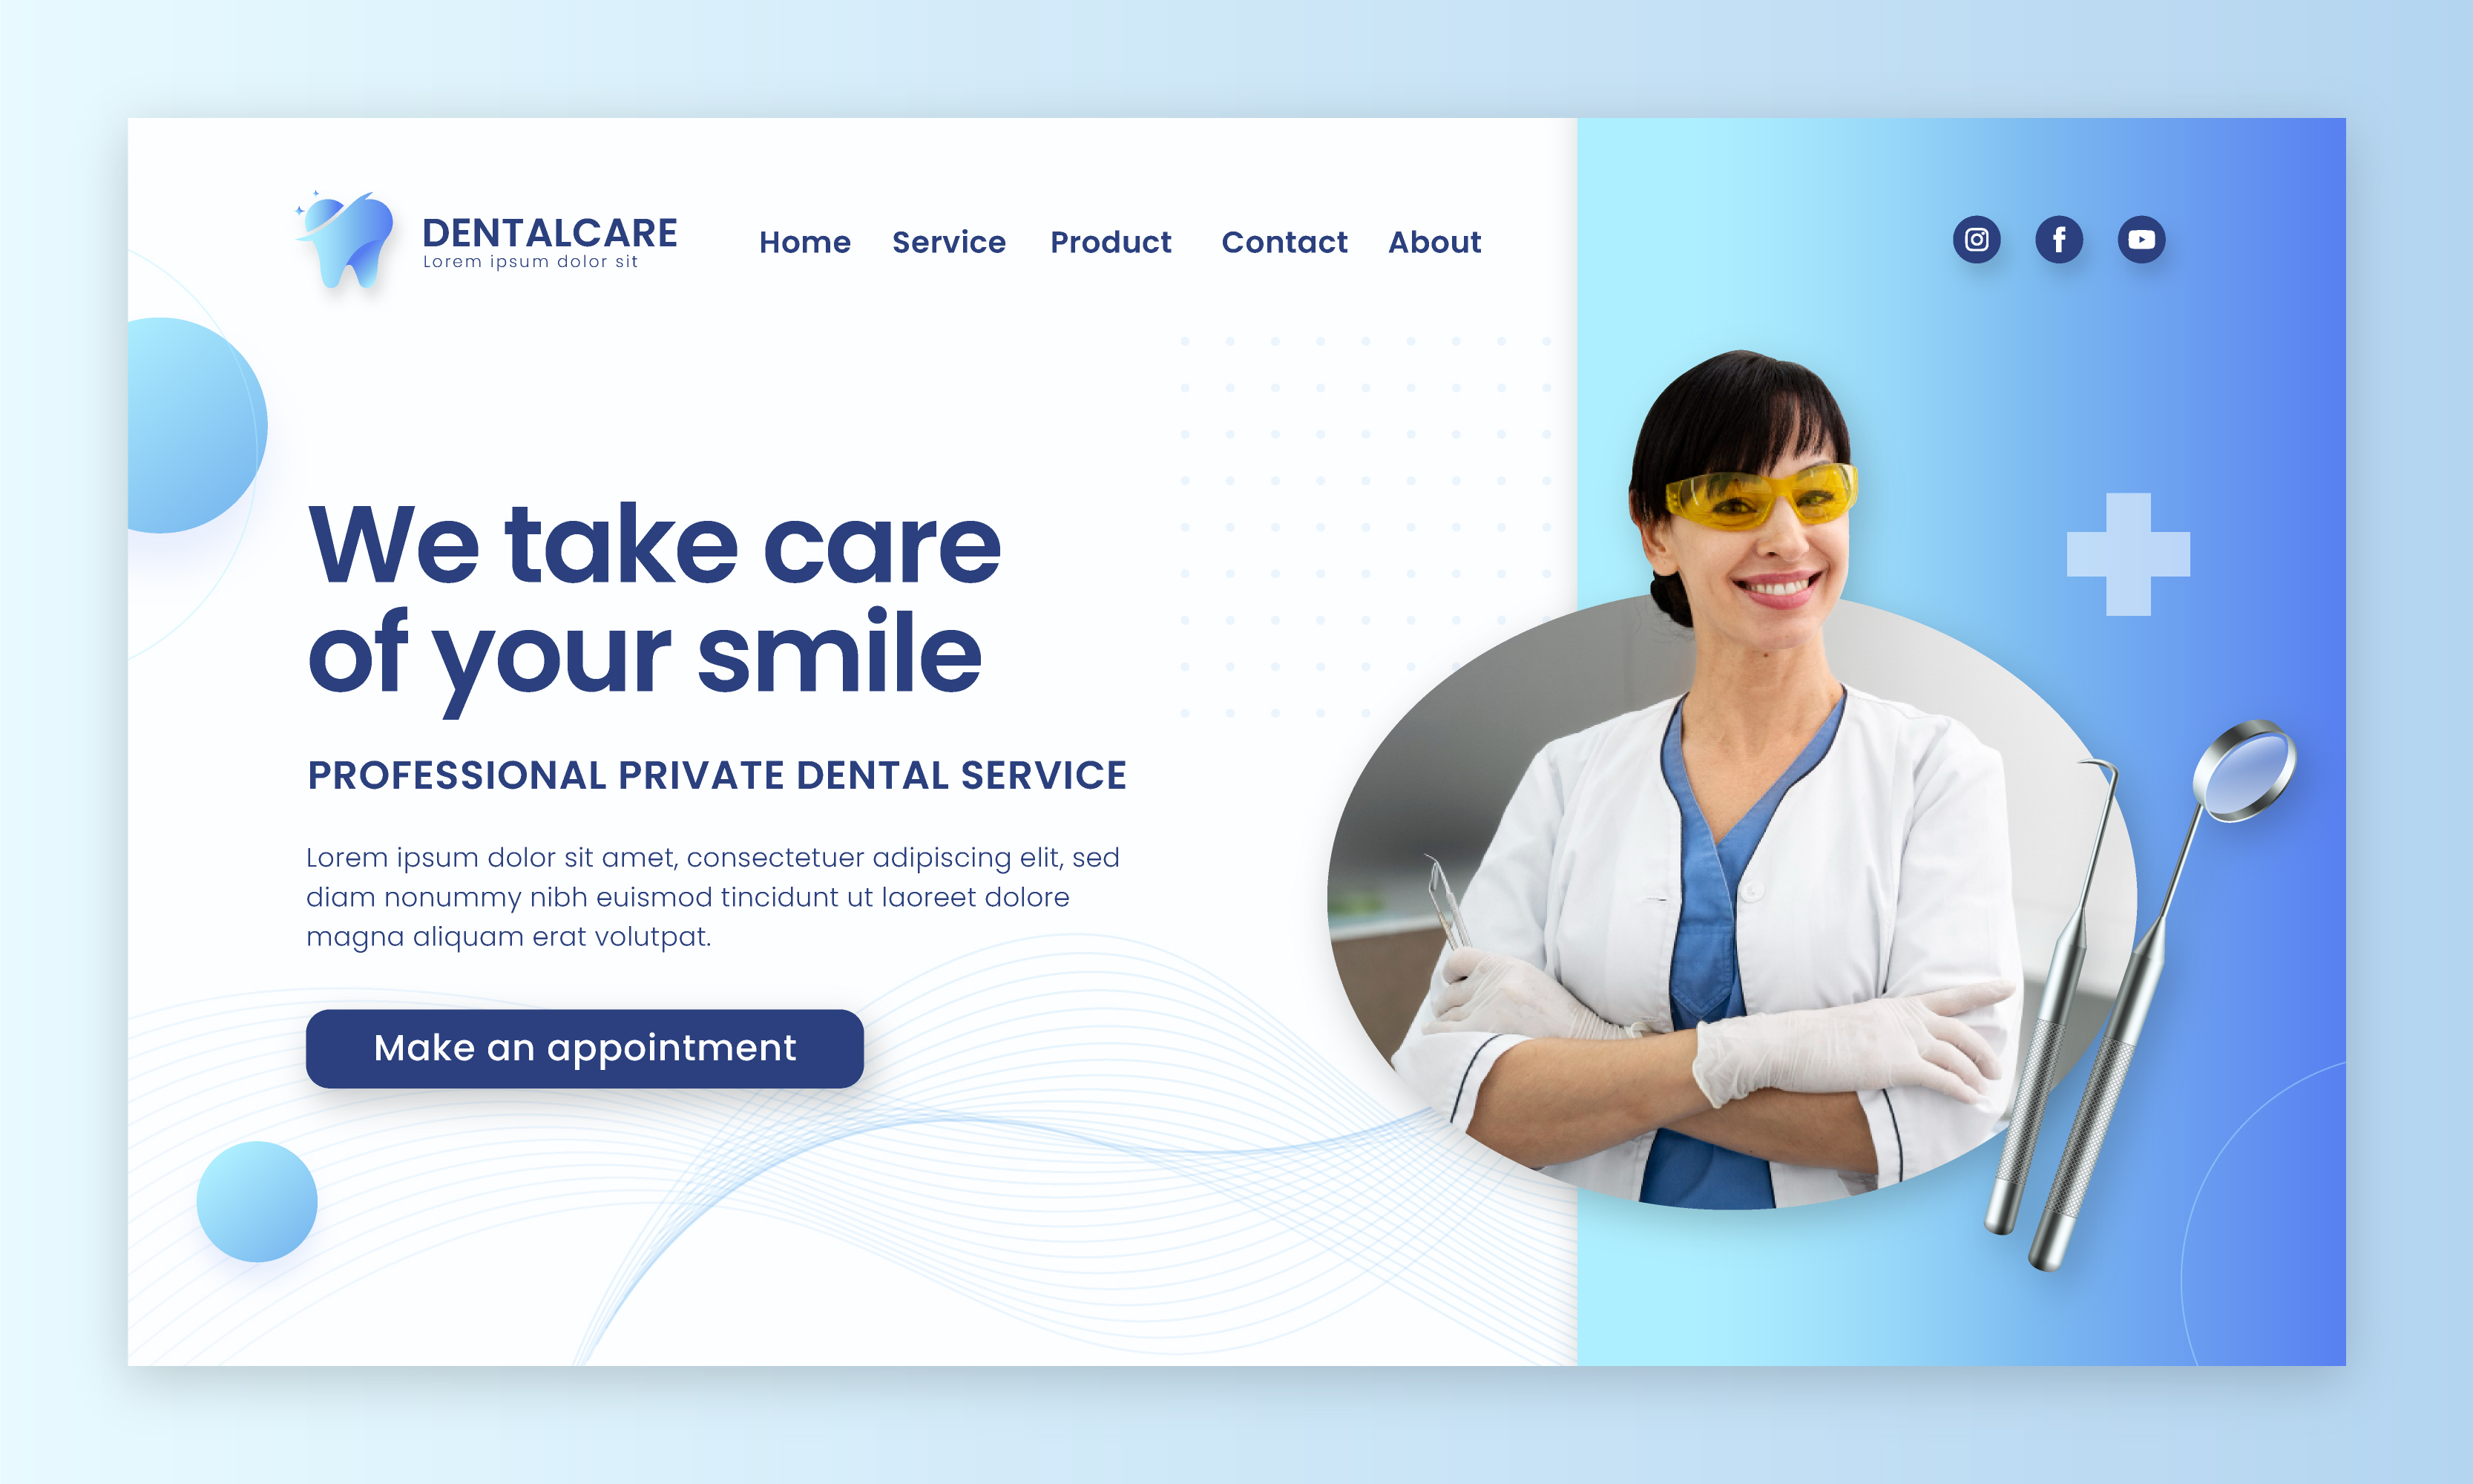 DENTALCARE
Lorem ipsum dolor sit
Home Service Product Contact About
We take care
of your smile
PROFESSIONAL PRIVATE DENTAL SERVICE
Lorem ipsum dolor sit amet, consectetuer adipiscing elit, sed
diam nonummy nibh euismod tincidunt ut laoreet dolore
magna aliquam erat volutpat.
Make an appointment